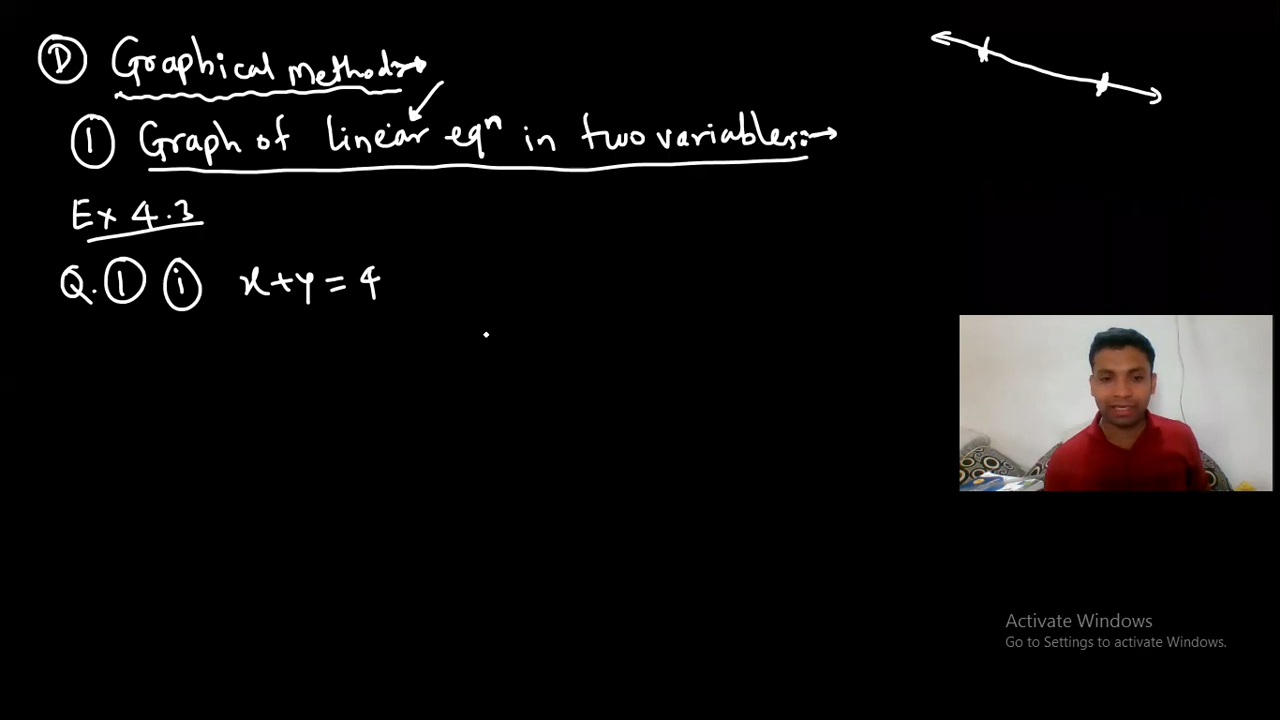 D Graphical Method:→
1 Graph of linear eqⁿ in two variables:→
Ex 4.3
Q. 1 i x+y=4
Activate Windows
Go to Settings to activate Windows.